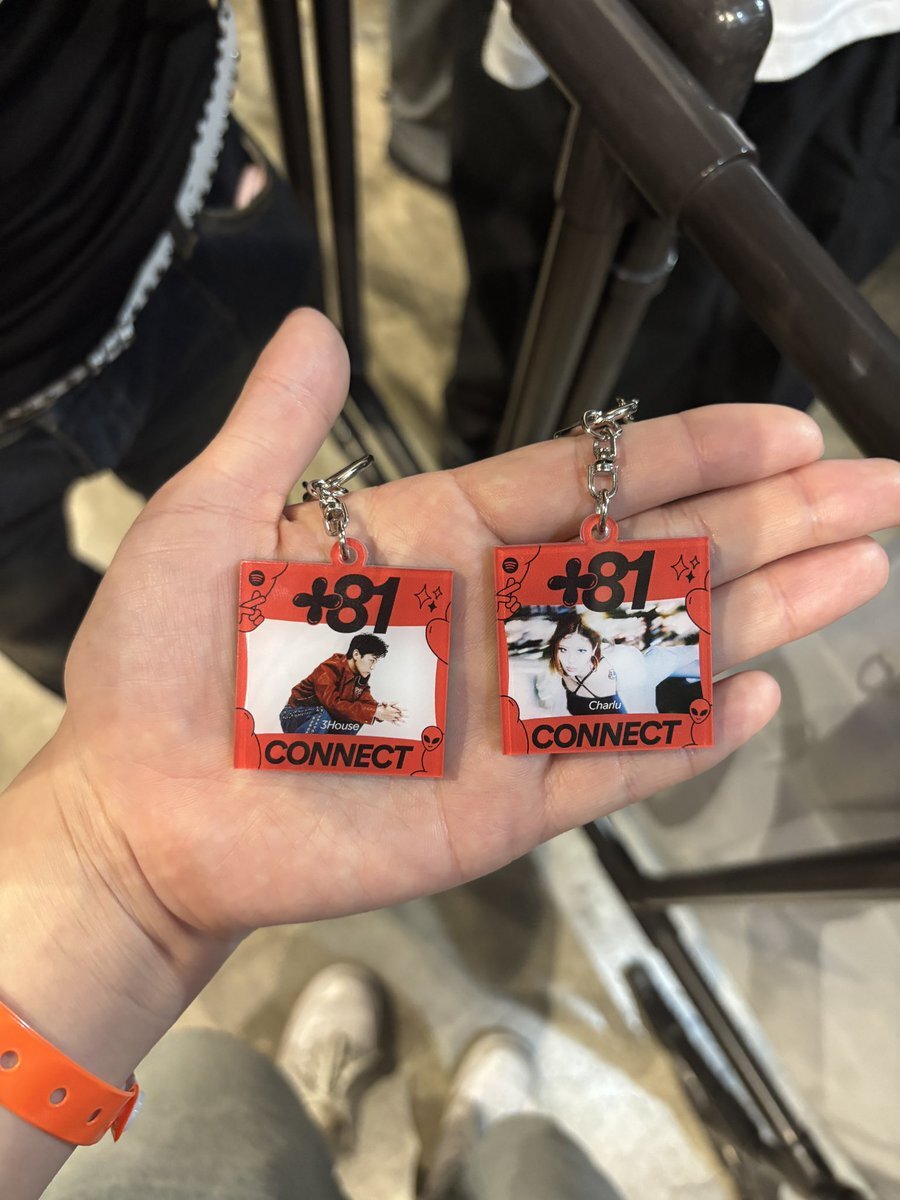 +81
3House
CONNECT
+81
Charlu
CONNECT